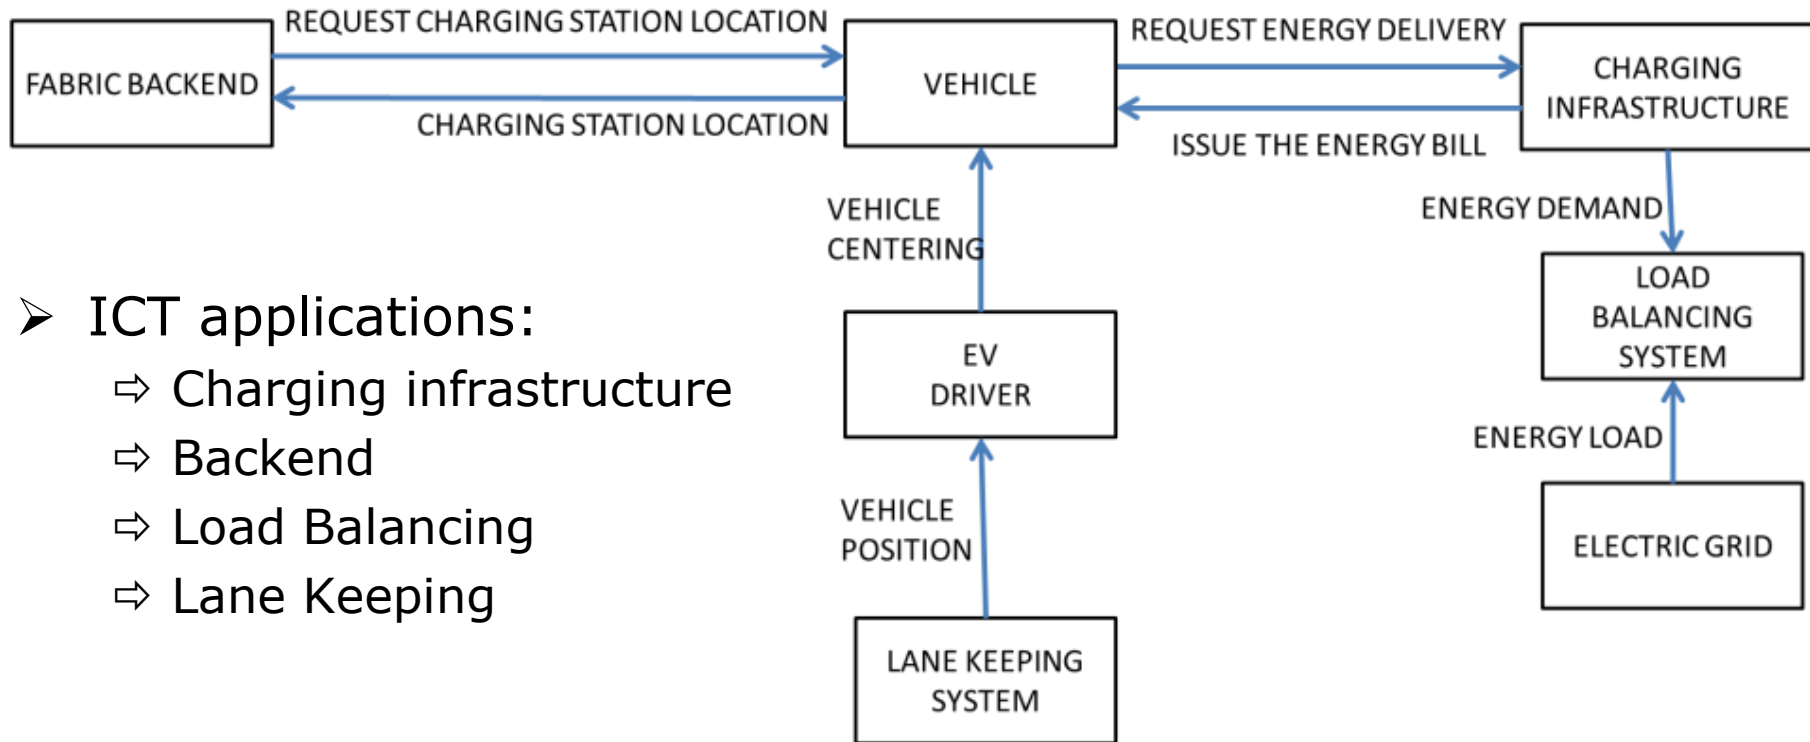 REQUEST CHARGING STATION LOCATION
FABRIC BACKEND
CHARGING STATION LOCATION
VEHICLE
REQUEST ENERGY DELIVERY
ISSUE THE ENERGY BILL
CHARGING
INFRASTRUCTURE
VEHICLE
CENTERING
ENERGY DEMAND
LOAD
BALANCING
SYSTEM
➢ ICT applications:
⇨ Charging infrastructure
⇨ Backend
⇨ Load Balancing
⇨ Lane Keeping
EV
DRIVER
ENERGY LOAD
VEHICLE
POSITION
ELECTRIC GRID
LANE KEEPING
SYSTEM